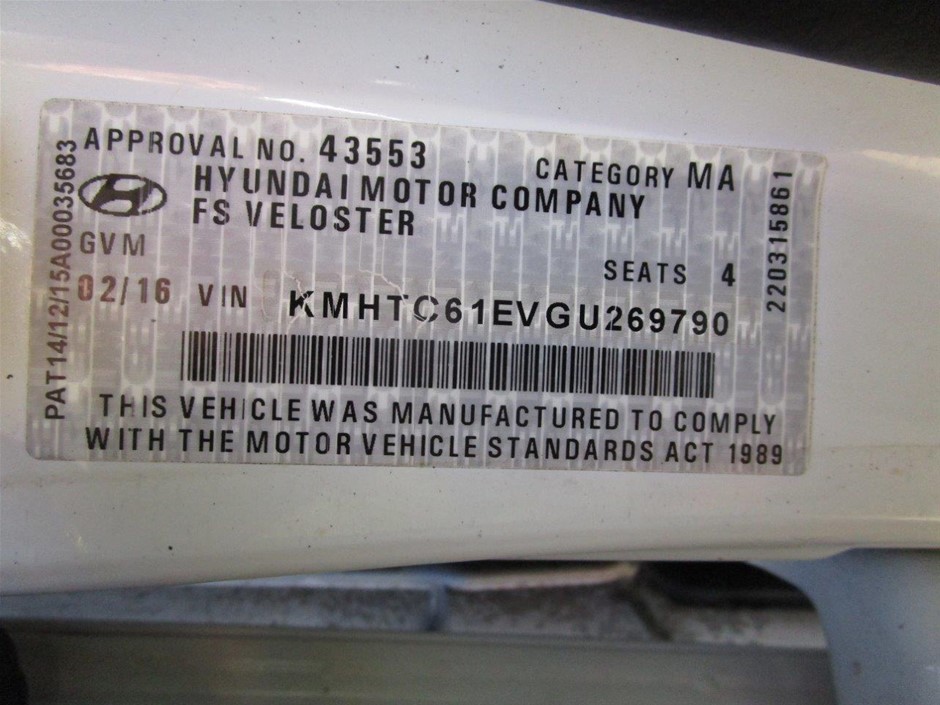 APPROVAL NO. 43553 CATEGORY MA
HYUNDAI MOTOR COMPANY
FS VELOSTER
GVM
SEATS 4
02/16 VIN KMHTC61EVGU269790
THIS VEHICLE WAS MANUFACTURED TO COMPLY
WITH THE MOTOR VEHICLE STANDARDS ACT 1989
PAT14/12/15A00035683
220315861